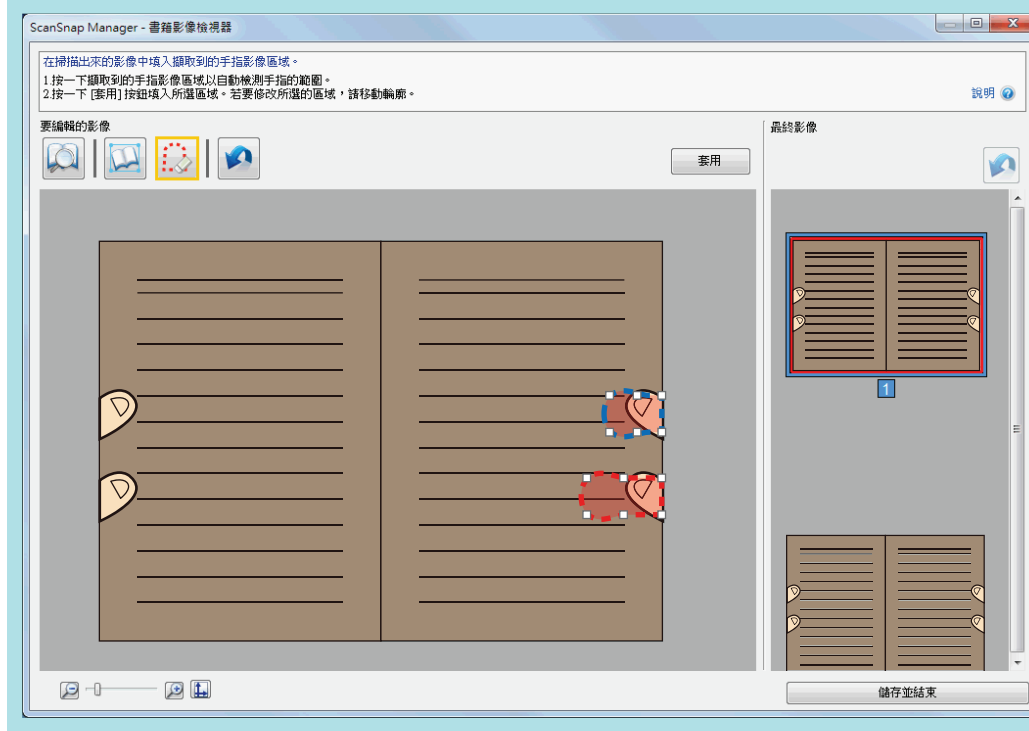 ScanSnap Manager - 書籍影像檢視器
在掃描出來的影像中填入擷取到的手指影像區域。
1.按一下擷取到的手指影像區域以自動檢測手指的範圍。
2.按一下 [套用] 按鈕填入所選區域。若要修改所選的區域，請移動輪廓。
說明
要編輯的影像
最終影像
套用
1
儲存並結束